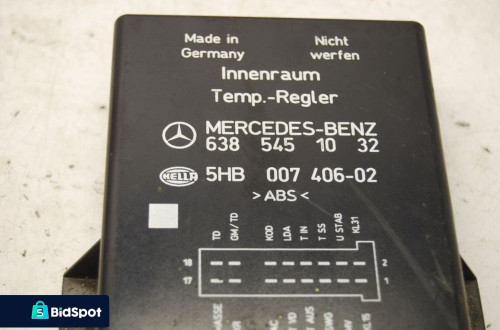 Made in
Germany
Nicht
werfen
Innenraum
Temp.-Regler
MERCEDES-BENZ
638 545 10 32
HELLA
5HB 007 406-02
>ABS<
TD
GM/TD
KOD
LDA
T IN
T SS
U STAB
KL31
18
2
17
1
BidSpot